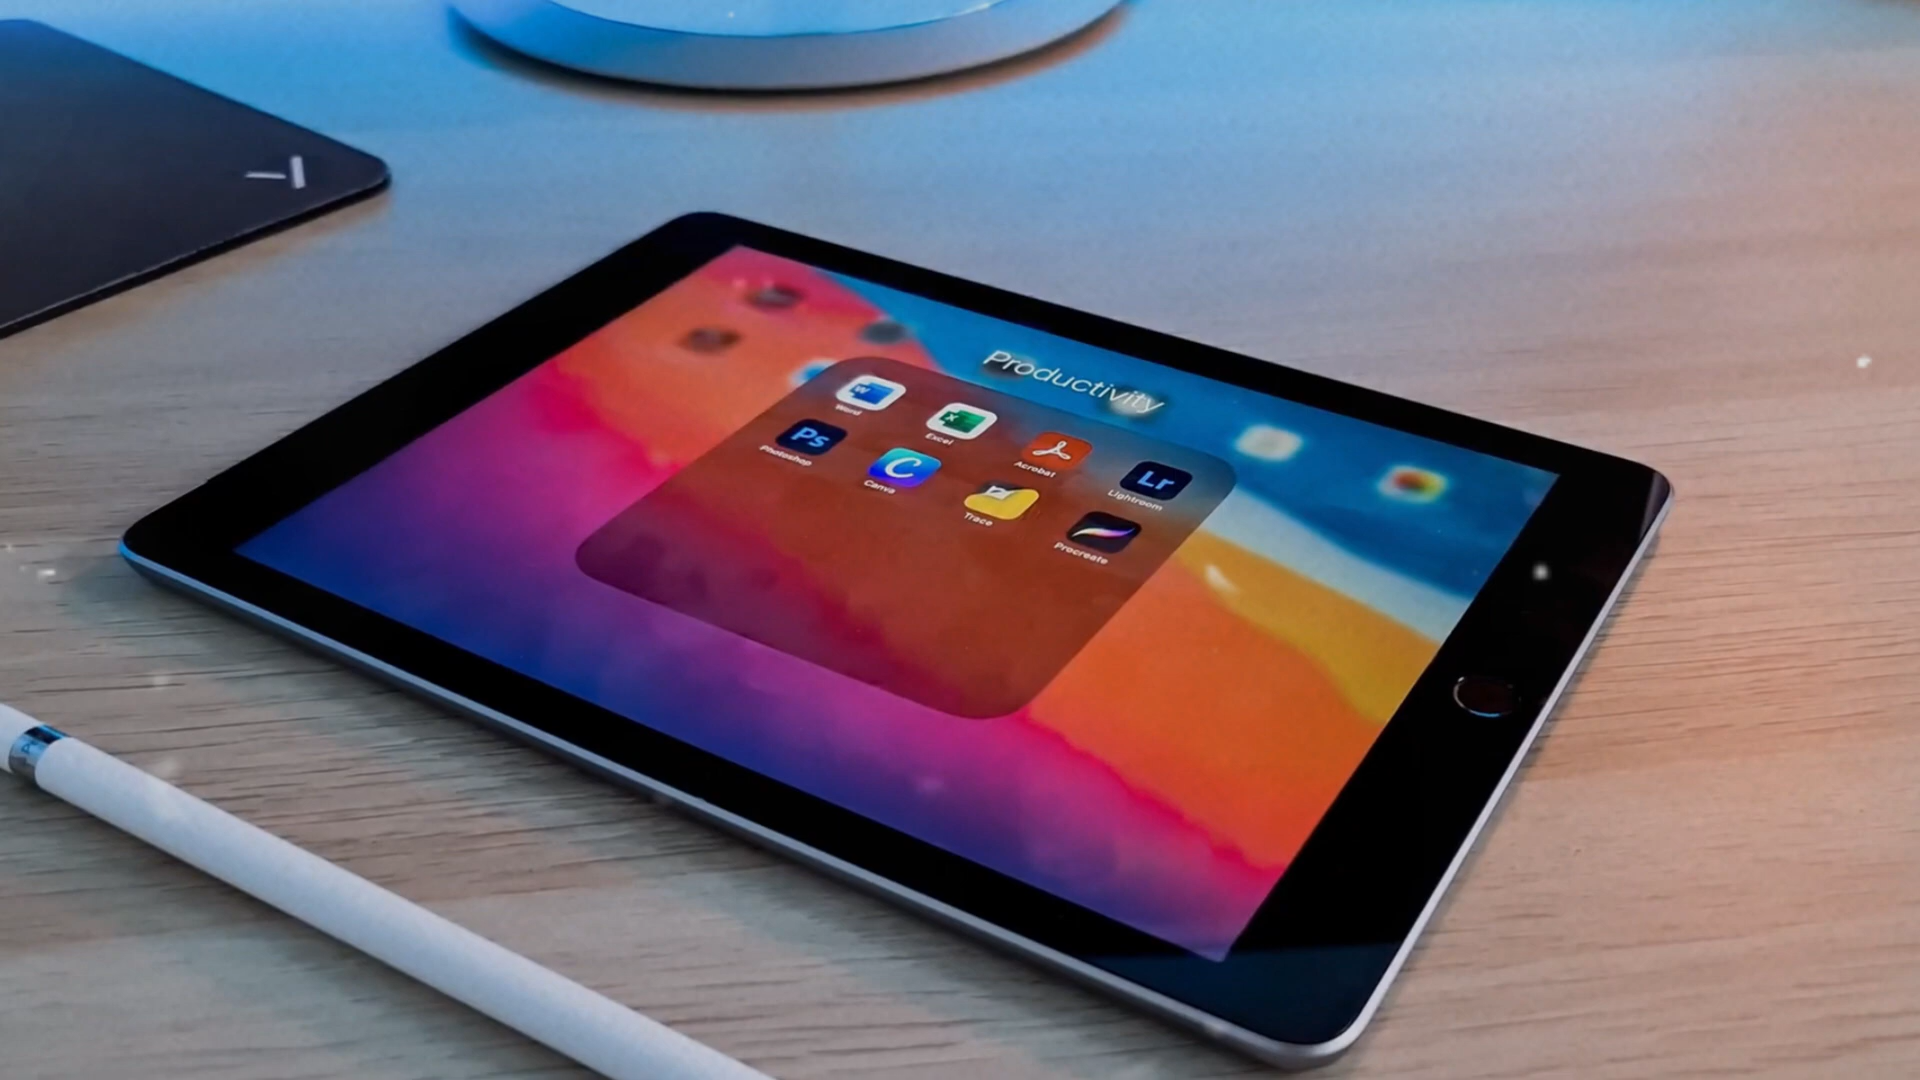 Productivity
Word
Excel
Acrobat
Lr
Lightroom
Ps
Photoshop
Canva
Trace
Procreate